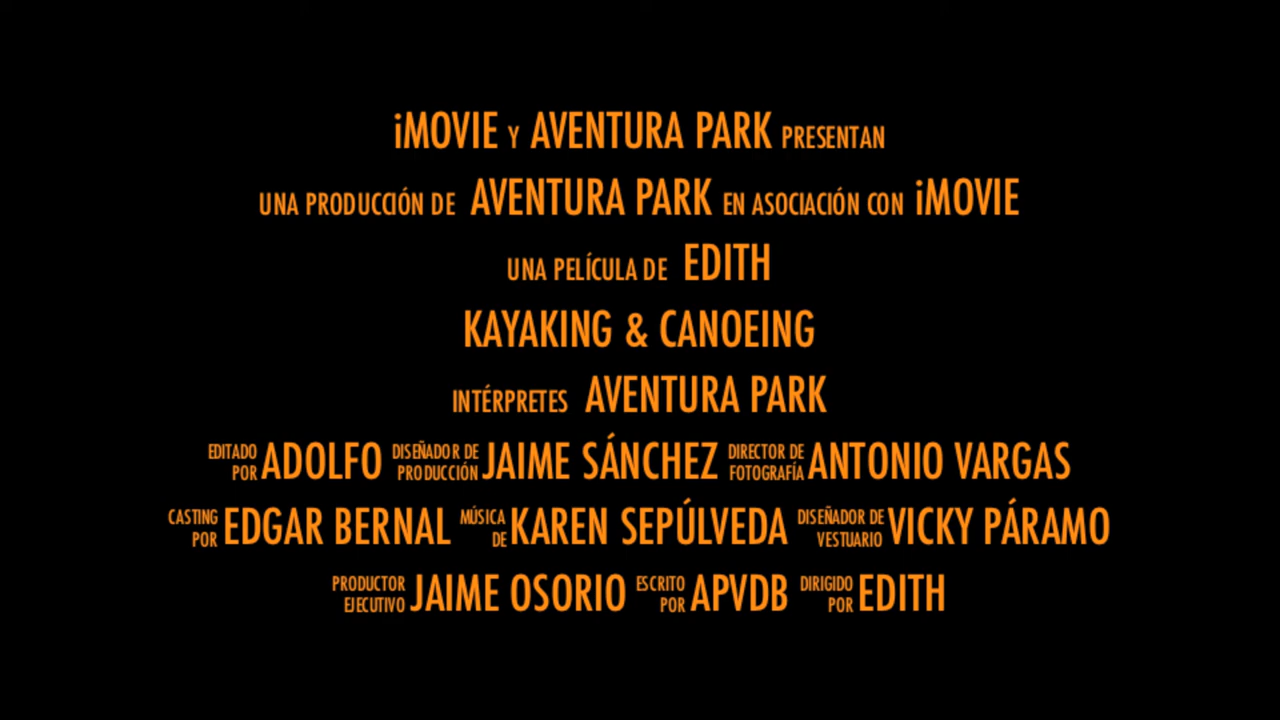 iMOVIE Y AVENTURA PARK PRESENTAN
UNA PRODUCCIÓN DE AVENTURA PARK EN ASOCIACIÓN CON iMOVIE
UNA PELÍCULA DE EDITH
KAYAKING & CANOEING
INTÉRPRETES AVENTURA PARK
EDITADO POR ADOLFO DISEÑADOR DE PRODUCCIÓN JAIME SÁNCHEZ DIRECTOR DE FOTOGRAFÍA ANTONIO VARGAS
CASTING POR EDGAR BERNAL MÚSICA DE KAREN SEPÚLVEDA DISEÑADOR DE VESTUARIO VICKY PÁRAMO
PRODUCTOR EJECUTIVO JAIME OSORIO ESCRITO POR APVDB DIRIGIDO POR EDITH